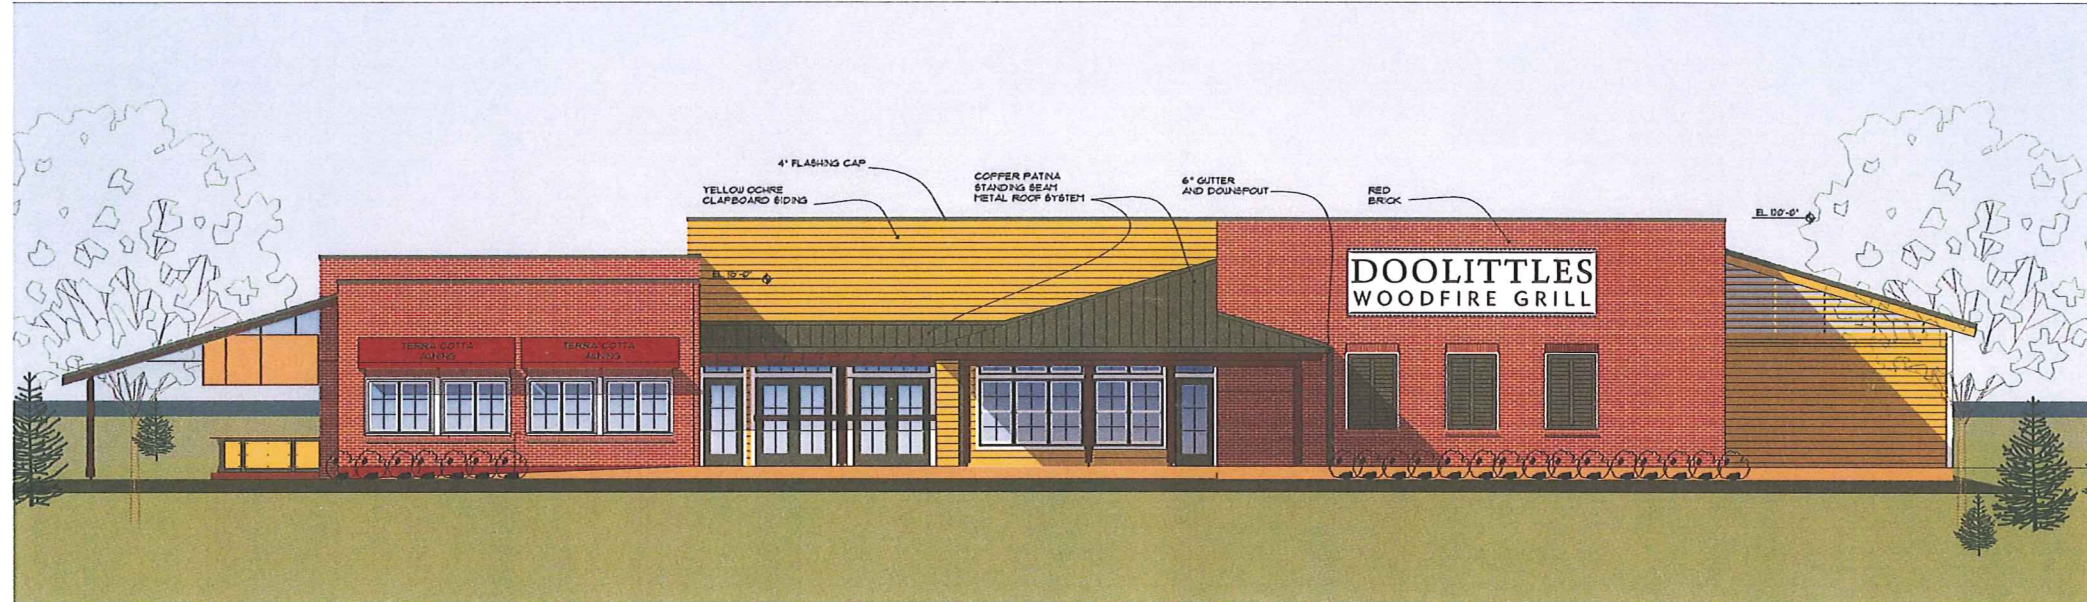 4" FLASHING CAP
YELLOW OCHRE
CLAPBOARD SIDING
COPPER PATINA
STANDING SEAM
METAL ROOF SYSTEM
6" GUTTER
AND DOWNSPOUT
RED
BRICK
EL. 100'-0"
DOOLITTLES
WOODFIRE GRILL
TERRA COTTA
AWNING
TERRA COTTA
AWNING